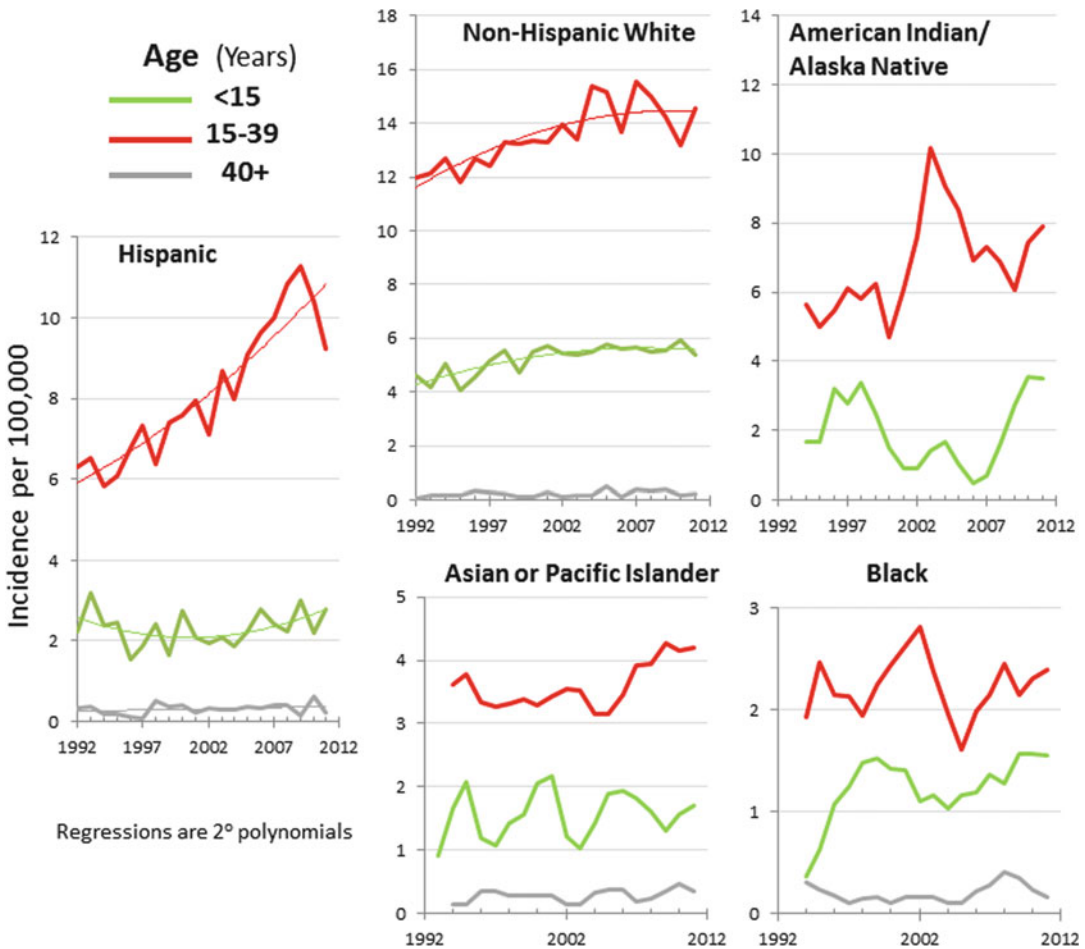 Age (Years)
<15
15-39
40+
Incidence per 100,000
Hispanic
12
10
8
6
4
2
0
1992 1997 2002 2007 2012
Non-Hispanic White
18
16
14
12
10
8
6
4
2
0
1992 1997 2002 2007 2012
American Indian/
Alaska Native
14
12
10
8
6
4
2
0
1992 1997 2002 2007 2012
Asian or Pacific Islander
5
4
3
2
1
0
1992 2002 2012
Black
3
2
1
0
1992 2002 2012
Regressions are 2° polynomials